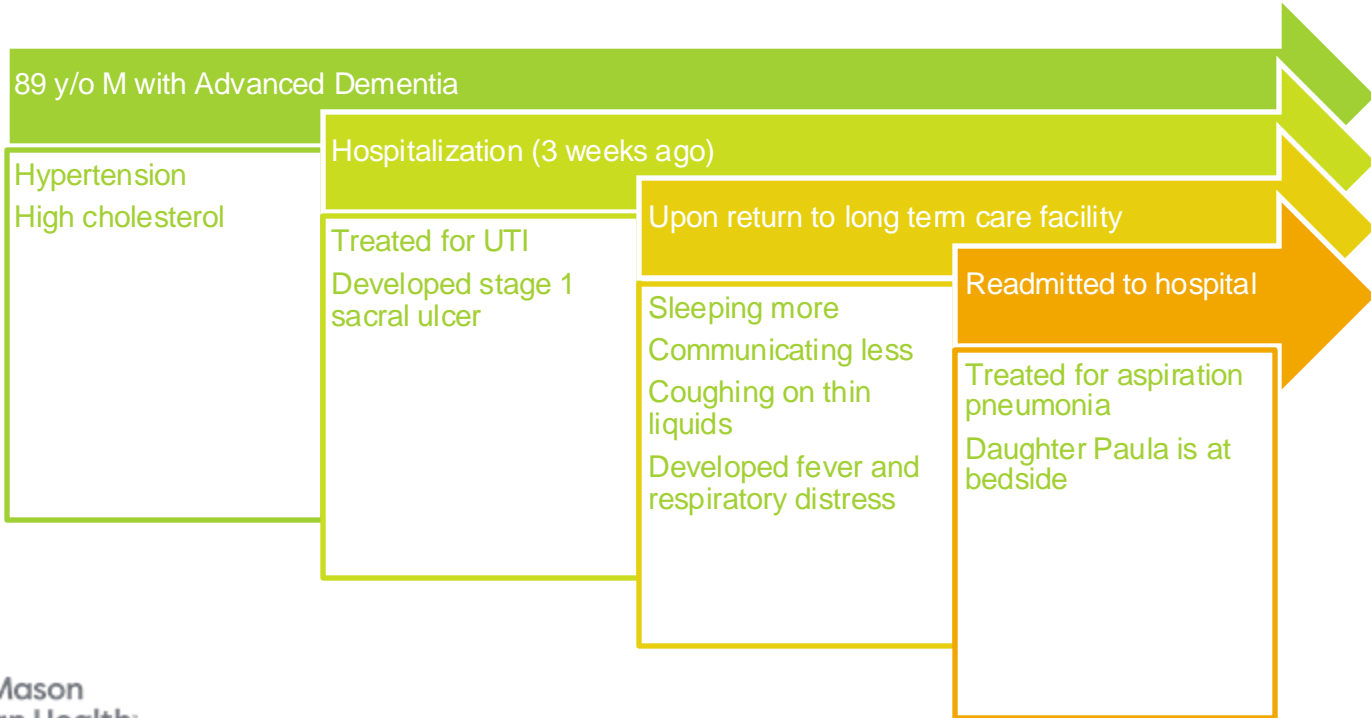 89 y/o M with Advanced Dementia
Hypertension
High cholesterol
Hospitalization (3 weeks ago)
Treated for UTI
Developed stage 1
sacral ulcer
Upon return to long term care facility
Sleeping more
Communicating less
Coughing on thin
liquids
Developed fever and
respiratory distress
Readmitted to hospital
Treated for aspiration
pneumonia
Daughter Paula is at
bedside
Mason
Health